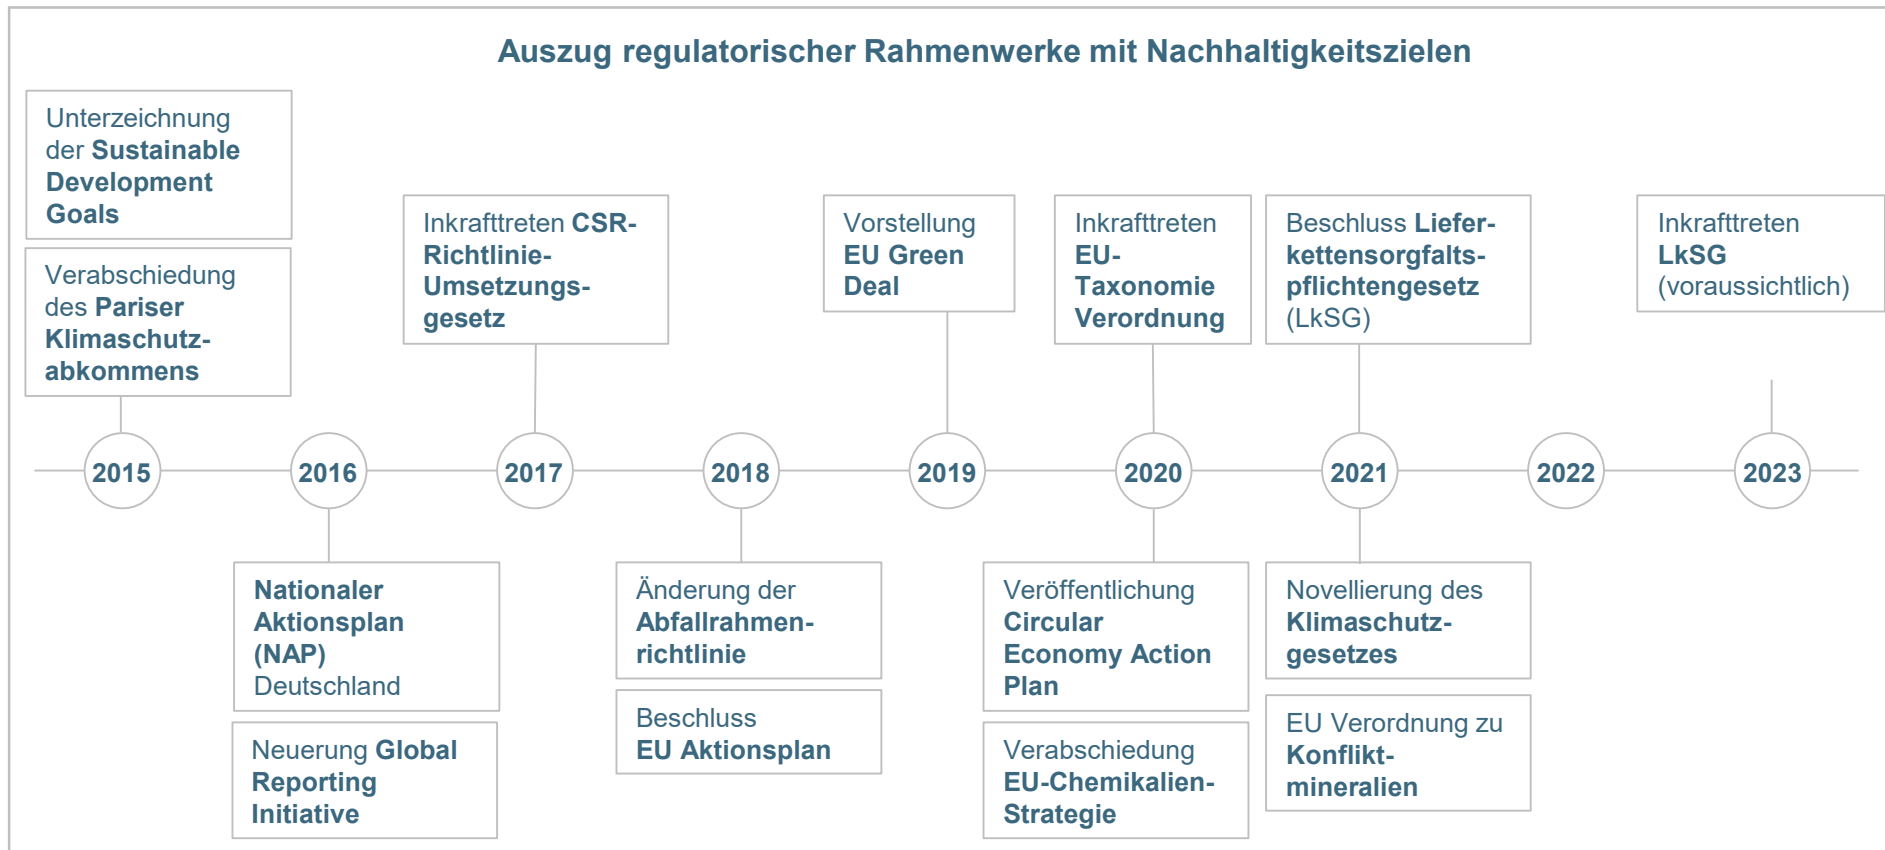 Auszug regulatorischer Rahmenwerke mit Nachhaltigkeitszielen
Unterzeichnung
der Sustainable
Development
Goals
Verabschiedung
des Pariser
Klimaschutz-
abkommens
Inkrafttreten CSR-
Richtlinie-
Umsetzungs-
gesetz
Vorstellung
EU Green
Deal
Inkrafttreten
EU-
Taxonomie
Verordnung
Beschluss Liefer-
kettensorgfalts-
pflichtengesetz
(LkSG)
Inkrafttreten
LkSG
(voraussichtlich)
2015
2016
2017
2018
2019
2020
2021
2022
2023
Nationaler
Aktionsplan
(NAP)
Deutschland
Neuerung Global
Reporting
Initiative
Änderung der
Abfallrahmen-
richtlinie
Beschluss
EU Aktionsplan
Veröffentlichung
Circular
Economy Action
Plan
Verabschiedung
EU-Chemikalien-
Strategie
Novellierung des
Klimaschutz-
gesetzes
EU Verordnung zu
Konflikt-
mineralien